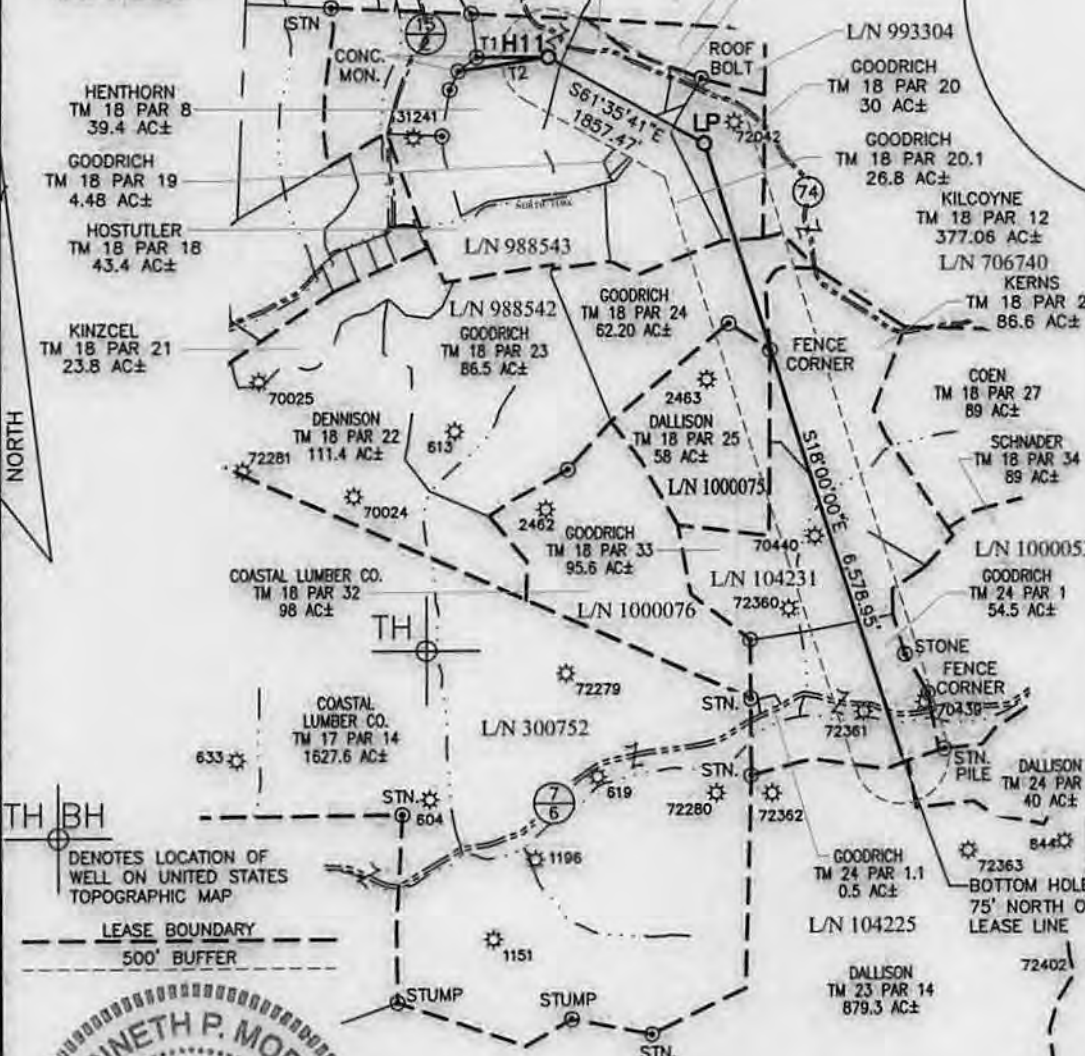 STN
15
2
T1
H11
T2
CONC.
MON.
ROOF
BOLT
L/N 993304
GOODRICH
TM 18 PAR 20
30 AC±
HENTHORN
TM 18 PAR 8
39.4 AC±
31241
S61°35'41"E
1857.47'
LP
72042
GOODRICH
TM 18 PAR 20.1
26.8 AC±
GOODRICH
TM 18 PAR 19
4.48 AC±
74
KILCOYNE
TM 18 PAR 12
377.06 AC±
HOSTUTLER
TM 18 PAR 18
43.4 AC±
NORTH FORK
L/N 988543
L/N 706740
KERNS
TM 18 PAR 2
86.6 AC±
L/N 988542
GOODRICH
TM 18 PAR 24
62.20 AC±
KINZCEL
TM 18 PAR 21
23.8 AC±
GOODRICH
TM 18 PAR 23
86.5 AC±
FENCE
CORNER
70025
2463
COEN
TM 18 PAR 27
89 AC±
NORTH
DENNISON
TM 18 PAR 22
111.4 AC±
613
DALLISON
TM 18 PAR 25
58 AC±
SCHNADER
TM 18 PAR 34
89 AC±
72281
70024
L/N 1000075
S18°00'00"E 6,578.95'
2462
GOODRICH
TM 18 PAR 33
95.6 AC±
70440
L/N 1000053
COASTAL LUMBER CO.
TM 18 PAR 32
98 AC±
L/N 104231
72360
GOODRICH
TM 24 PAR 1
54.5 AC±
L/N 1000076
TH
STONE
FENCE
CORNER
72279
STN.
70439
COASTAL
LUMBER CO.
TM 17 PAR 14
1627.6 AC±
L/N 300752
72361
633
STN.
STN.
PILE
DALLISON
TM 24 PAR
40 AC±
619
STN.
604
7
6
72280
72362
TH BH
844
DENOTES LOCATION OF
WELL ON UNITED STATES
TOPOGRAPHIC MAP
1196
GOODRICH
TM 24 PAR 1.1
0.5 AC±
72363
BOTTOM HOLE
75' NORTH O
LEASE LINE
L/N 104225
LEASE BOUNDARY
500' BUFFER
1151
72402
DALLISON
TM 23 PAR 14
879.3 AC±
STUMP
STUMP
STN.
NNETH P. MO